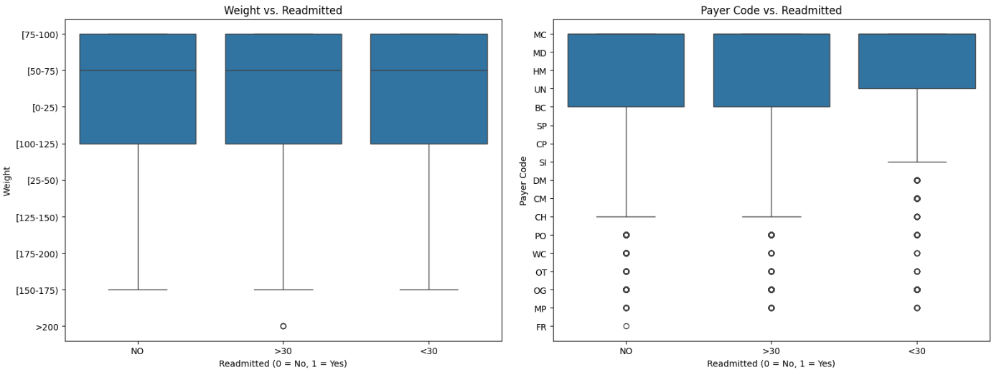 Weight vs. Readmitted
Weight
[75-100)
[50-75)
[0-25)
[100-125)
[25-50)
[125-150)
[175-200)
[150-175)
>200
NO
>30
<30
Readmitted (0 = No, 1 = Yes)
Payer Code vs. Readmitted
Payer Code
MC
MD
HM
UN
BC
SP
CP
SI
DM
CM
CH
PO
WC
OT
OG
MP
FR
NO
>30
<30
Readmitted (0 = No, 1 = Yes)